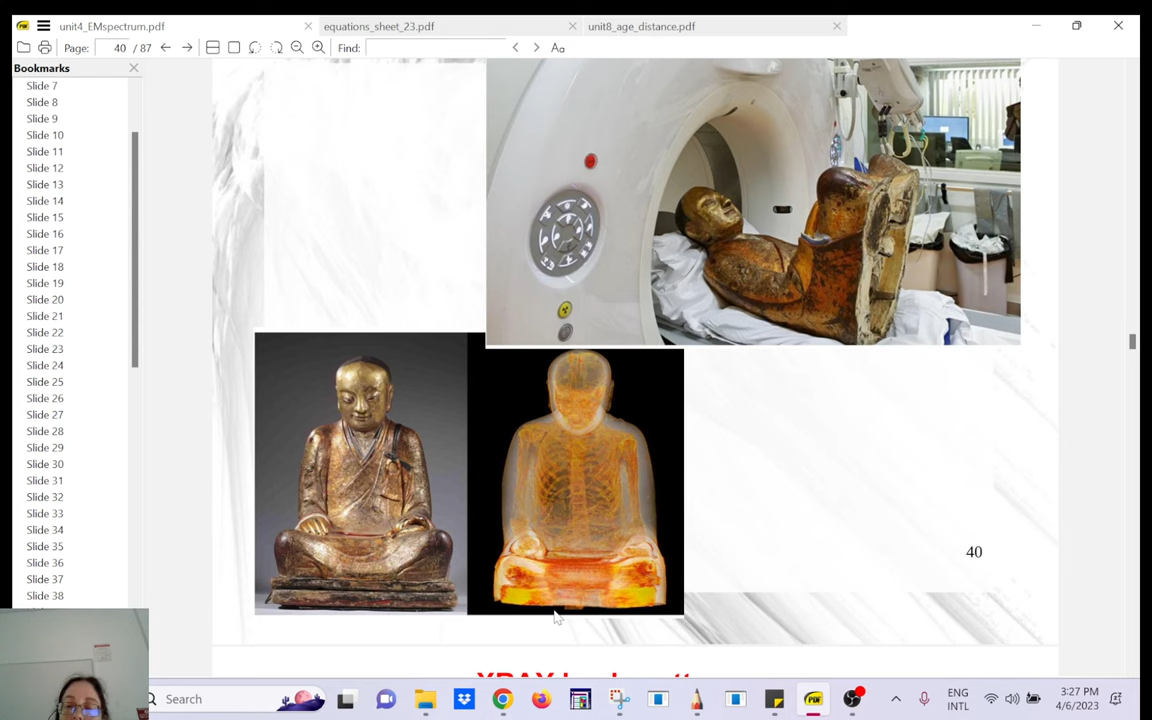 unit4_EMspectrum.pdf
equations_sheet_23.pdf
unit8_age_distance.pdf
Page: 40 / 87
Find:
Aa
Bookmarks
Slide 7
Slide 8
Slide 9
Slide 10
Slide 11
Slide 12
Slide 13
Slide 14
Slide 15
Slide 16
Slide 17
Slide 18
Slide 19
Slide 20
Slide 21
Slide 22
Slide 23
Slide 24
Slide 25
Slide 26
Slide 27
Slide 28
Slide 29
Slide 30
Slide 31
Slide 32
Slide 33
Slide 34
Slide 35
Slide 36
Slide 37
Slide 38
40
Search
PDF
ENG
INTL
3:27 PM
4/6/2023